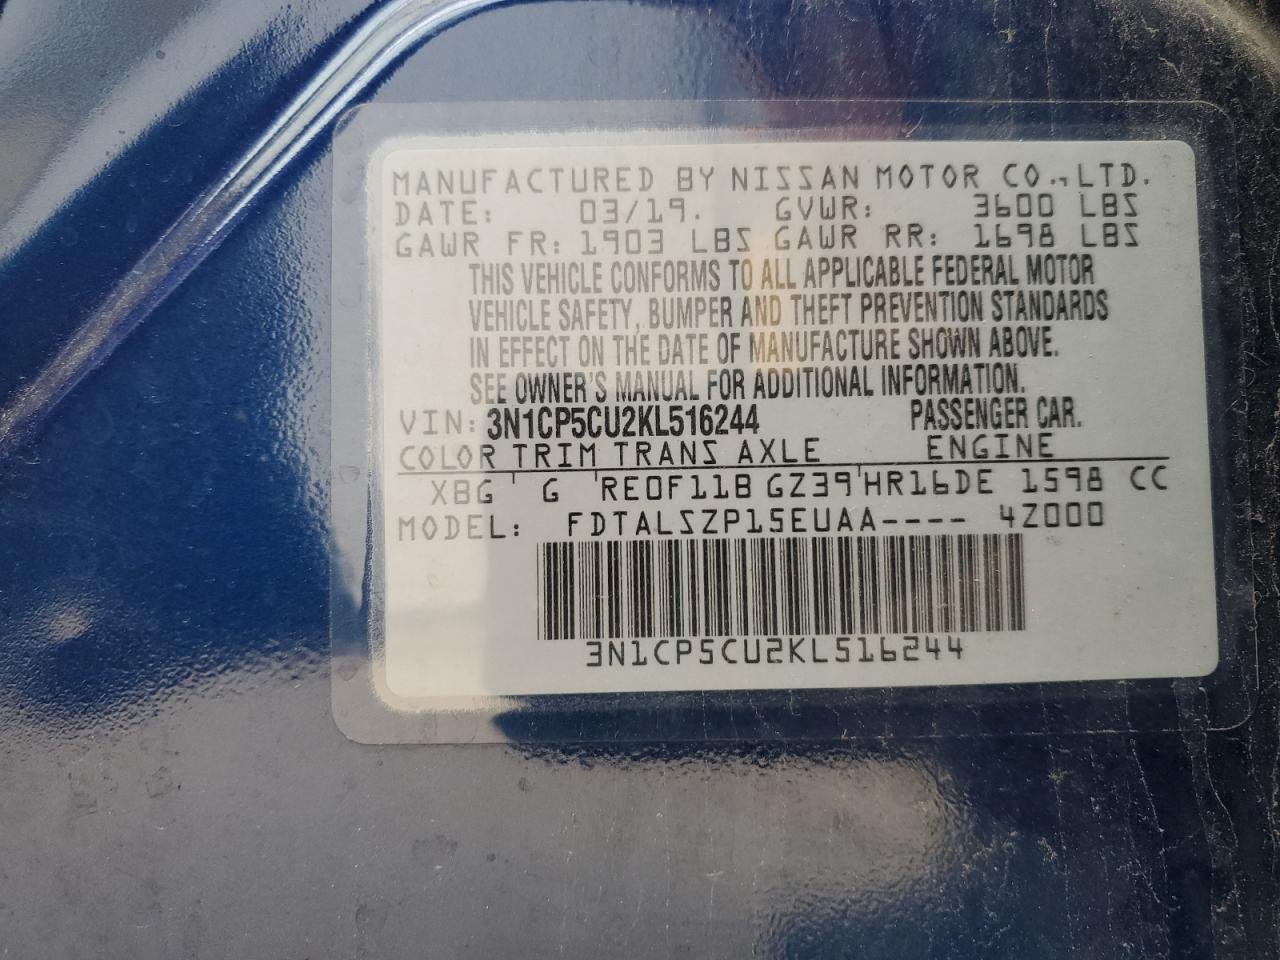 MANUFACTURED BY NISSAN MOTOR CO., LTD.
DATE: 03/19. GVWR: 3600 LBS
GAWR FR: 1903 LBS GAWR RR: 1698 LBS
THIS VEHICLE CONFORMS TO ALL APPLICABLE FEDERAL MOTOR
VEHICLE SAFETY, BUMPER AND THEFT PREVENTION STANDARDS
IN EFFECT ON THE DATE OF MANUFACTURE SHOWN ABOVE.
SEE OWNER'S MANUAL FOR ADDITIONAL INFORMATION.
VIN: 3N1CP5CU2KL516244 PASSENGER CAR.
COLOR TRIM TRANS AXLE ENGINE
XBG G RE0F11B GZ39 HR16DE 1598 CC
MODEL: FDTALSZP15EUAA---- 4Z000
3N1CP5CU2KL516244